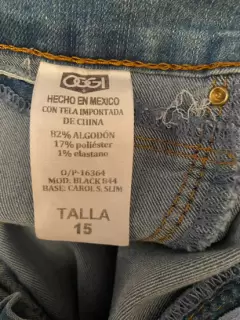 OGGI
HECHO EN MEXICO
CON TELA IMPORTADA
DE CHINA
82% ALGODÓN
17% poliéster
1% elastano
O/P-16364
MOD. BLACK 844
BASE: CAROL S. SLIM
TALLA
15